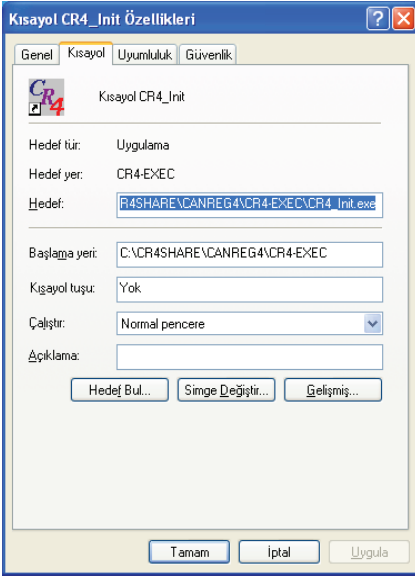 Kısayol CR4_Init Özellikleri
Genel Kısayol Uyumluluk Güvenlik
CR4
Kısayol CR4_Init
Hedef tür: Uygulama
Hedef yer: CR4-EXEC
Hedef: R4SHARE\CANREG4\CR4-EXEC\CR4_Init.exe
Başlama yeri: C:\CR4SHARE\CANREG4\CR4-EXEC
Kısayol tuşu: Yok
Çalıştır: Normal pencere
Açıklama:
Hedef Bul... Simge Değiştir... Gelişmiş...
Tamam İptal Uygula